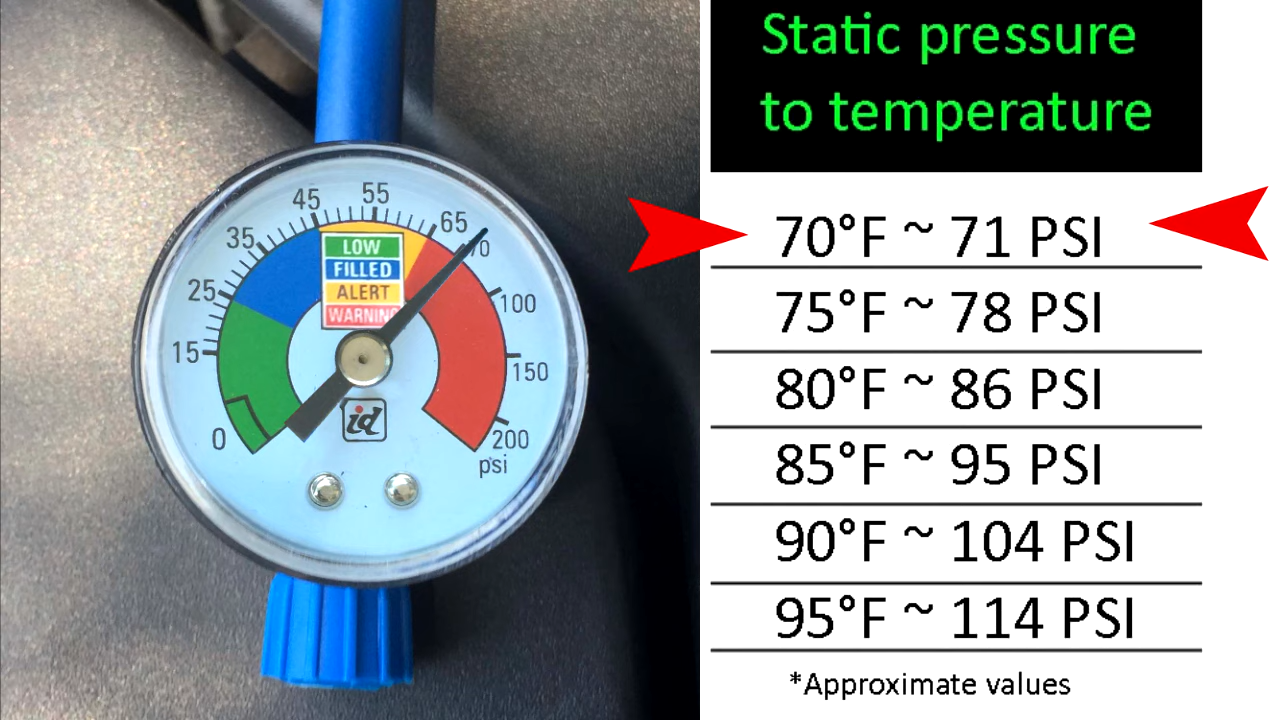 45
55
65
35
70
25
100
15
150
0
200
psi
LOW
FILLED
ALERT
WARNING
id
Static pressure
to temperature
70°F ~ 71 PSI
75°F ~ 78 PSI
80°F ~ 86 PSI
85°F ~ 95 PSI
90°F ~ 104 PSI
95°F ~ 114 PSI
*Approximate values